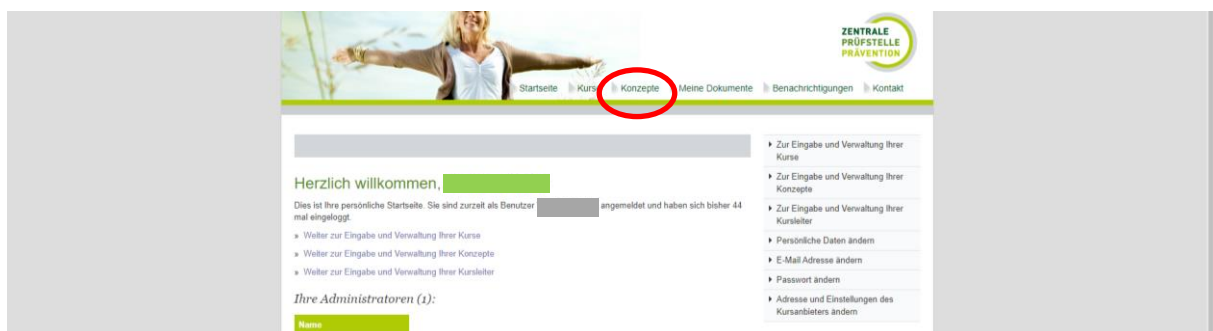 ZENTRALE
PRÜFSTELLE
PRÄVENTION
Startseite Kurse Konzepte Meine Dokumente Benachrichtigungen Kontakt
Herzlich willkommen,
Dies ist Ihre persönliche Startseite. Sie sind zurzeit als Benutzer angemeldet und haben sich bisher 44
mal eingeloggt.
» Weiter zur Eingabe und Verwaltung Ihrer Kurse
» Weiter zur Eingabe und Verwaltung Ihrer Konzepte
» Weiter zur Eingabe und Verwaltung Ihrer Kursleiter
Ihre Administratoren (1):
Name
Zur Eingabe und Verwaltung Ihrer
Kurse
Zur Eingabe und Verwaltung Ihrer
Konzepte
Zur Eingabe und Verwaltung Ihrer
Kursleiter
Persönliche Daten ändern
E-Mail Adresse ändern
Passwort ändern
Adresse und Einstellungen des
Kursanbieters ändern